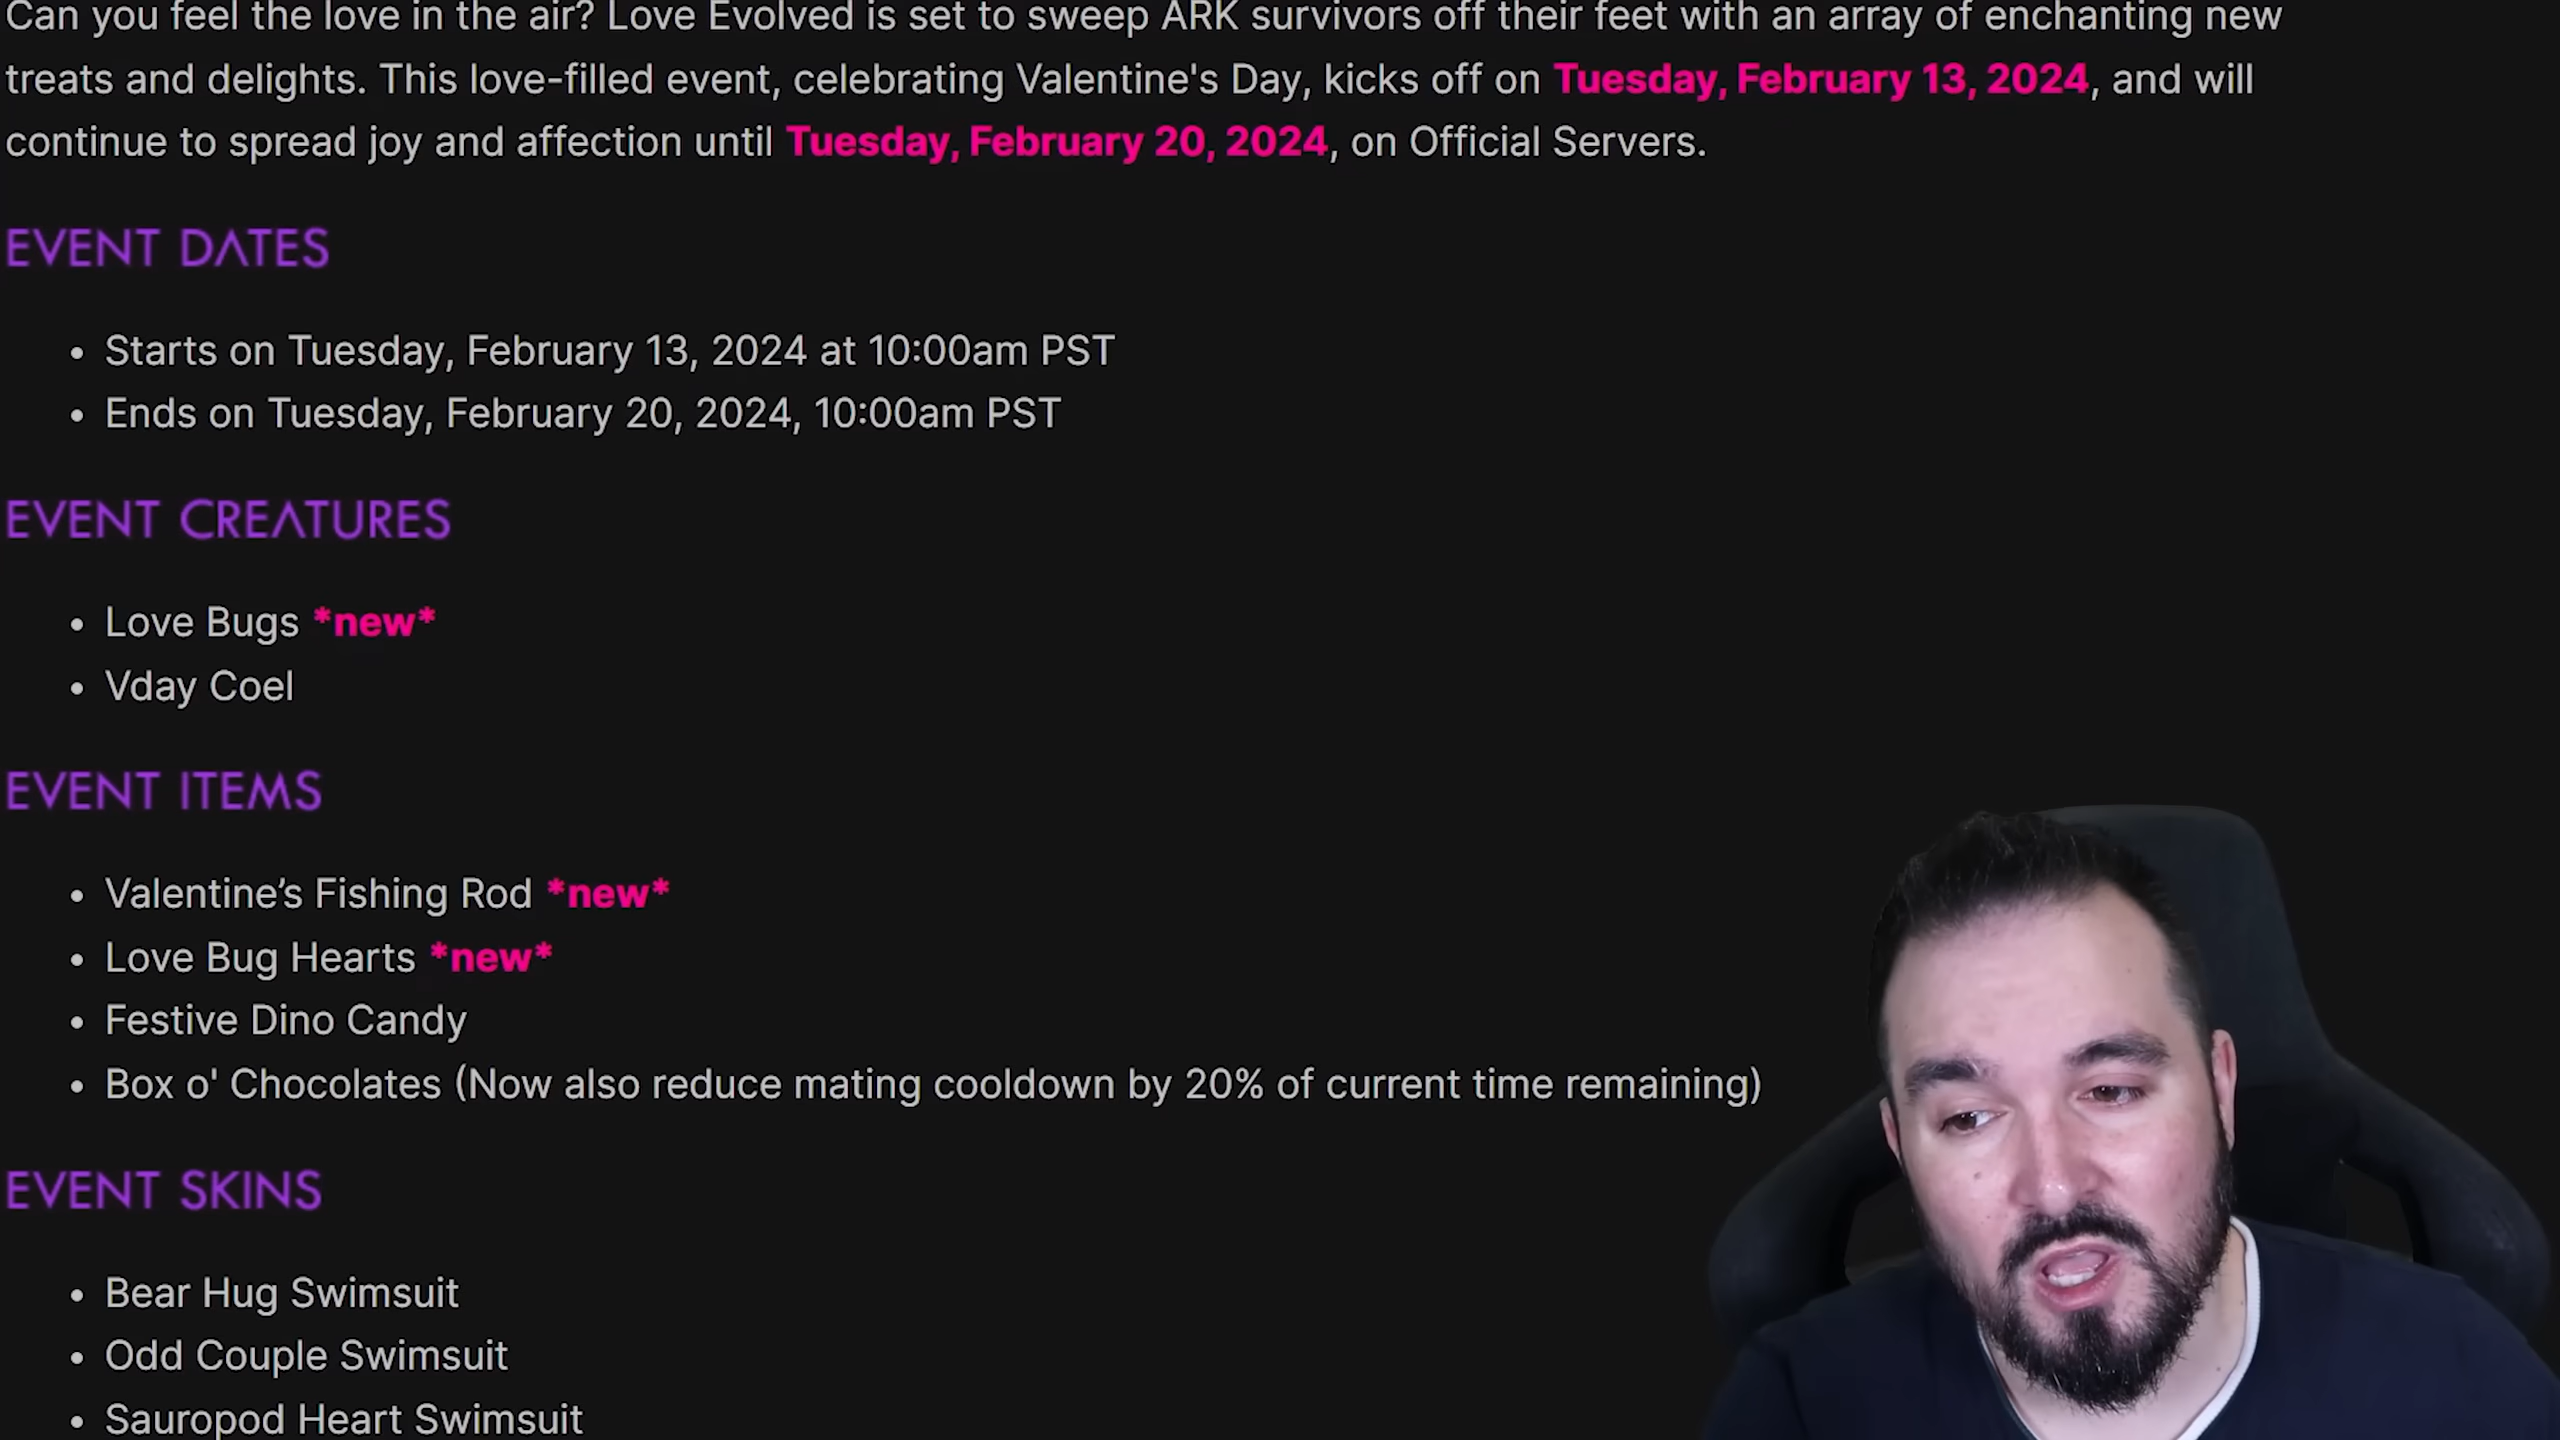 Can you feel the love in the air? Love Evolved is set to sweep ARK survivors off their feet with an array of enchanting new
treats and delights. This love-filled event, celebrating Valentine's Day, kicks off on Tuesday, February 13, 2024, and will
continue to spread joy and affection until Tuesday, February 20, 2024, on Official Servers.
EVENT DATES
• Starts on Tuesday, February 13, 2024 at 10:00am PST
• Ends on Tuesday, February 20, 2024, 10:00am PST
EVENT CREATURES
• Love Bugs *new*
• Vday Coel
EVENT ITEMS
• Valentine’s Fishing Rod *new*
• Love Bug Hearts *new*
• Festive Dino Candy
• Box o' Chocolates (Now also reduce mating cooldown by 20% of current time remaining)
EVENT SKINS
• Bear Hug Swimsuit
• Odd Couple Swimsuit
• Sauropod Heart Swimsuit